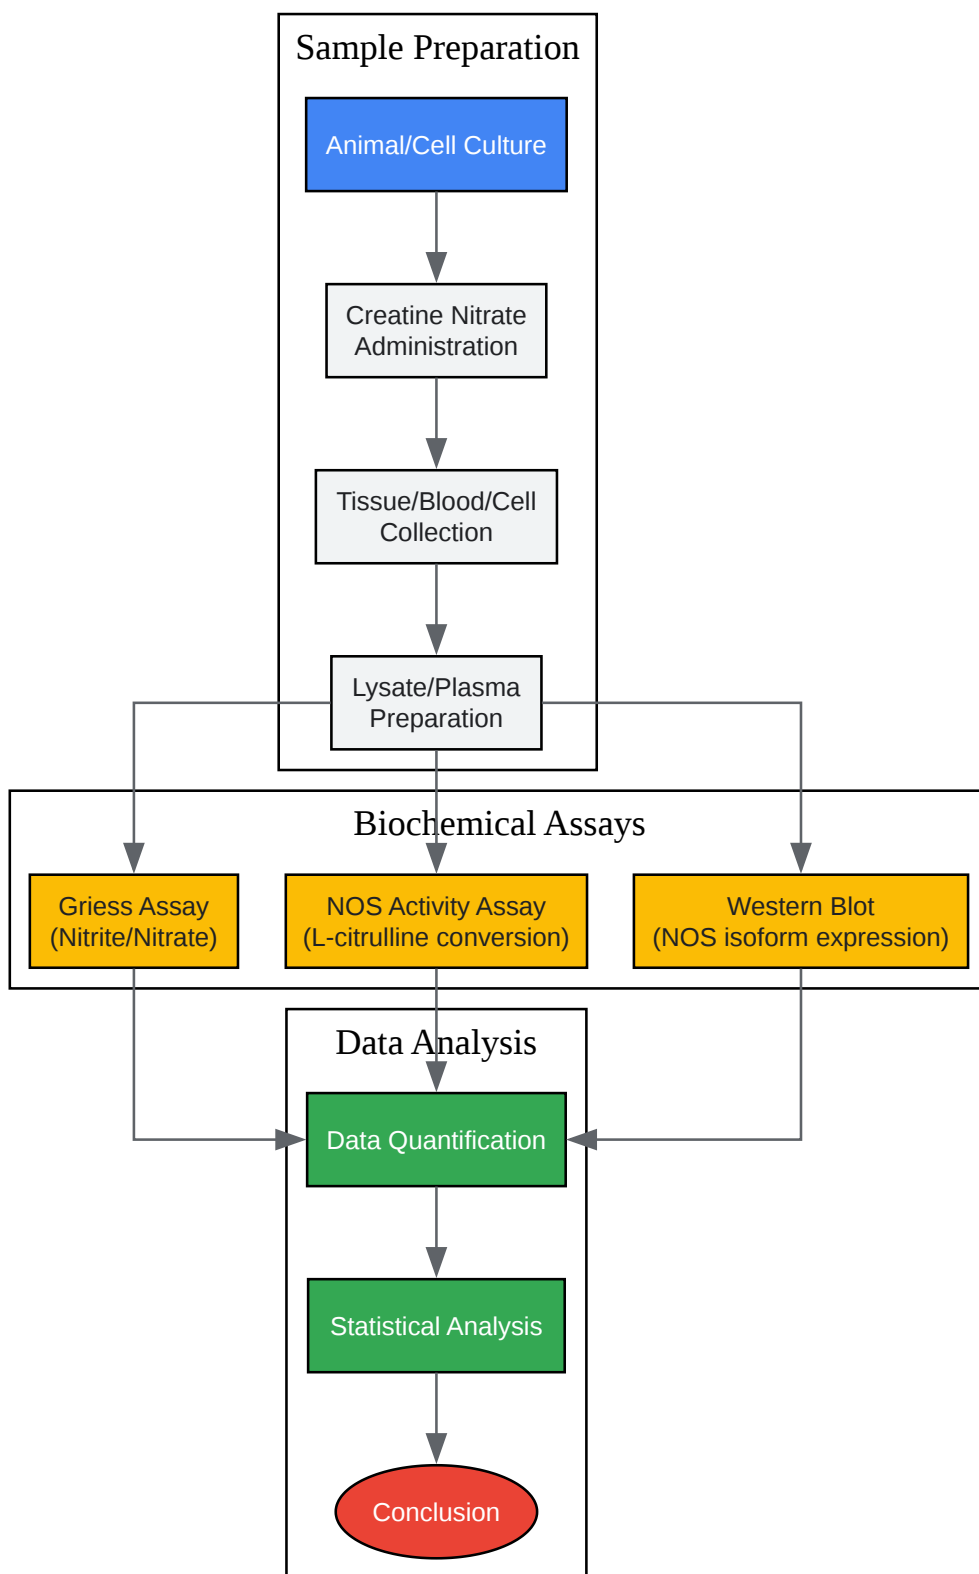 Sample Preparation
Animal/Cell Culture
Creatine Nitrate
Administration
Tissue/Blood/Cell
Collection
Lysate/Plasma
Preparation
Biochemical Assays
Griess Assay
(Nitrite/Nitrate)
NOS Activity Assay
(L-citrulline conversion)
Western Blot
(NOS isoform expression)
Data Analysis
Data Quantification
Statistical Analysis
Conclusion